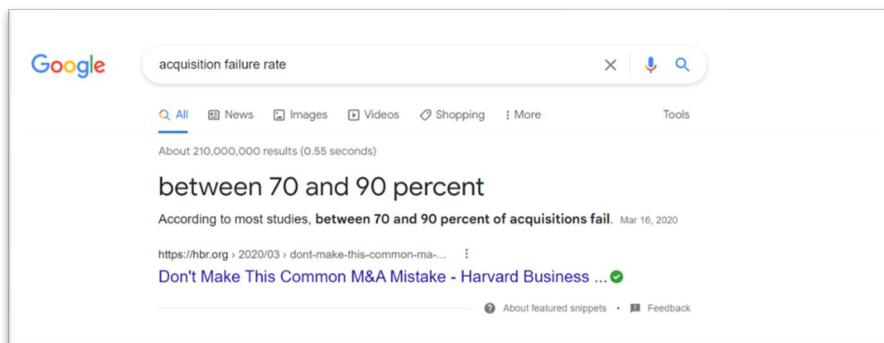 Google
acquisition failure rate
All News Images Videos Shopping More Tools
About 210,000,000 results (0.55 seconds)
between 70 and 90 percent
According to most studies, between 70 and 90 percent of acquisitions fail. Mar 16, 2020
https://hbr.org › 2020/03 › dont-make-this-common-ma-...
Don't Make This Common M&A Mistake - Harvard Business ...
About featured snippets • Feedback